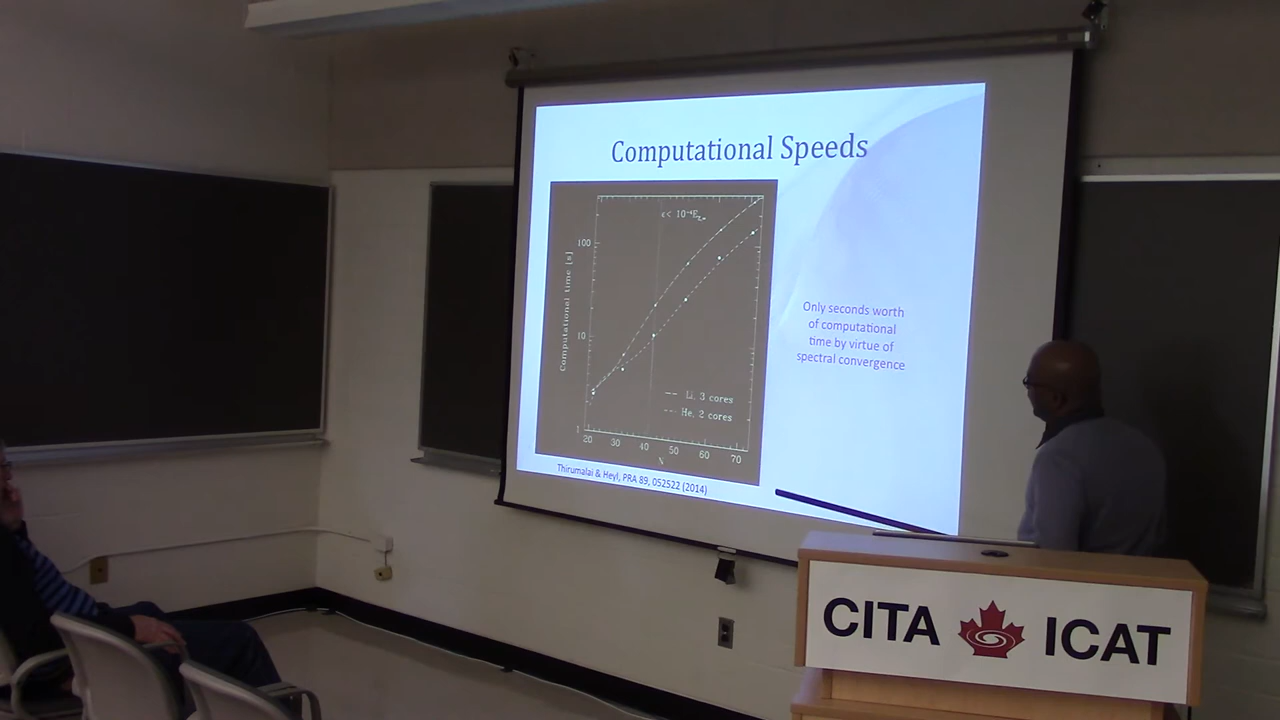 Computational Speeds
ε< 10⁻⁴E
100
10
1
Computational time [s]
Li, 3 cores
He, 2 cores
20 30 40 50 60 70
N
Only seconds worth
of computational
time by virtue of
spectral convergence
Thirumalai & Heyl, PRA 89, 052522 (2014)
CITA ICAT